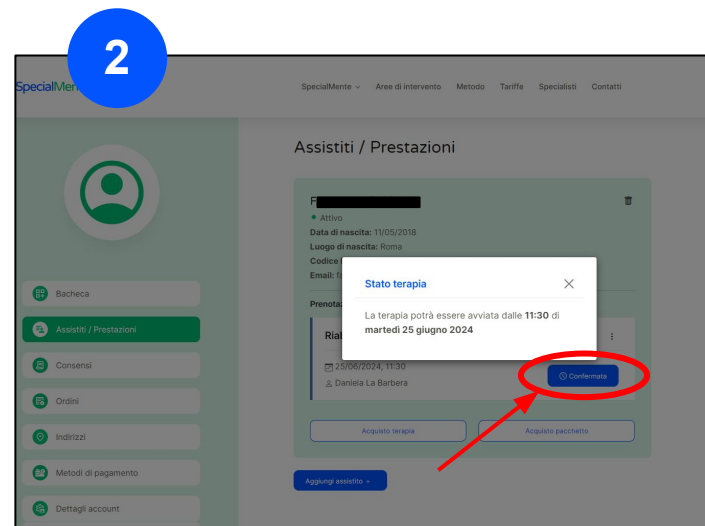 2
SpecialMen
SpecialMente Aree di intervento Metodo Tariffe Specialisti Contatti
Assistiti / Prestazioni
F
Attivo
Data di nascita: 11/05/2018
Luogo di nascita: Roma
Codice
Email:
Stato terapia
La terapia potrà essere avviata dalle 11:30 di
martedì 25 giugno 2024
Prenota
Rial
25/06/2024, 11:30
Daniela La Barbera
Confermata
Acquisto terapia Acquisto pacchetto
Aggiungi assistito +
Bacheca
Assistiti / Prestazioni
Consensi
Ordini
Indirizzi
Metodi di pagamento
Dettagli account